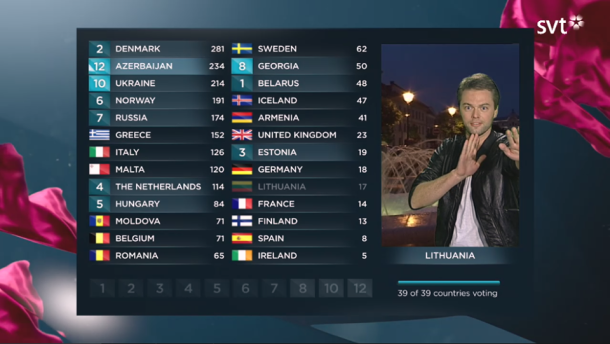 svt
2 DENMARK 281
12 AZERBAIJAN 234
10 UKRAINE 214
6 NORWAY 191
7 RUSSIA 174
GREECE 152
ITALY 126
MALTA 120
4 THE NETHERLANDS 114
5 HUNGARY 84
MOLDOVA 71
BELGIUM 71
ROMANIA 65
SWEDEN 62
8 GEORGIA 50
1 BELARUS 48
ICELAND 47
ARMENIA 41
UNITED KINGDOM 23
3 ESTONIA 19
GERMANY 18
LITHUANIA 17
FRANCE 14
FINLAND 13
SPAIN 8
IRELAND 5
LITHUANIA
1 2 3 4 5 6 7 8 10 12
39 of 39 countries voting